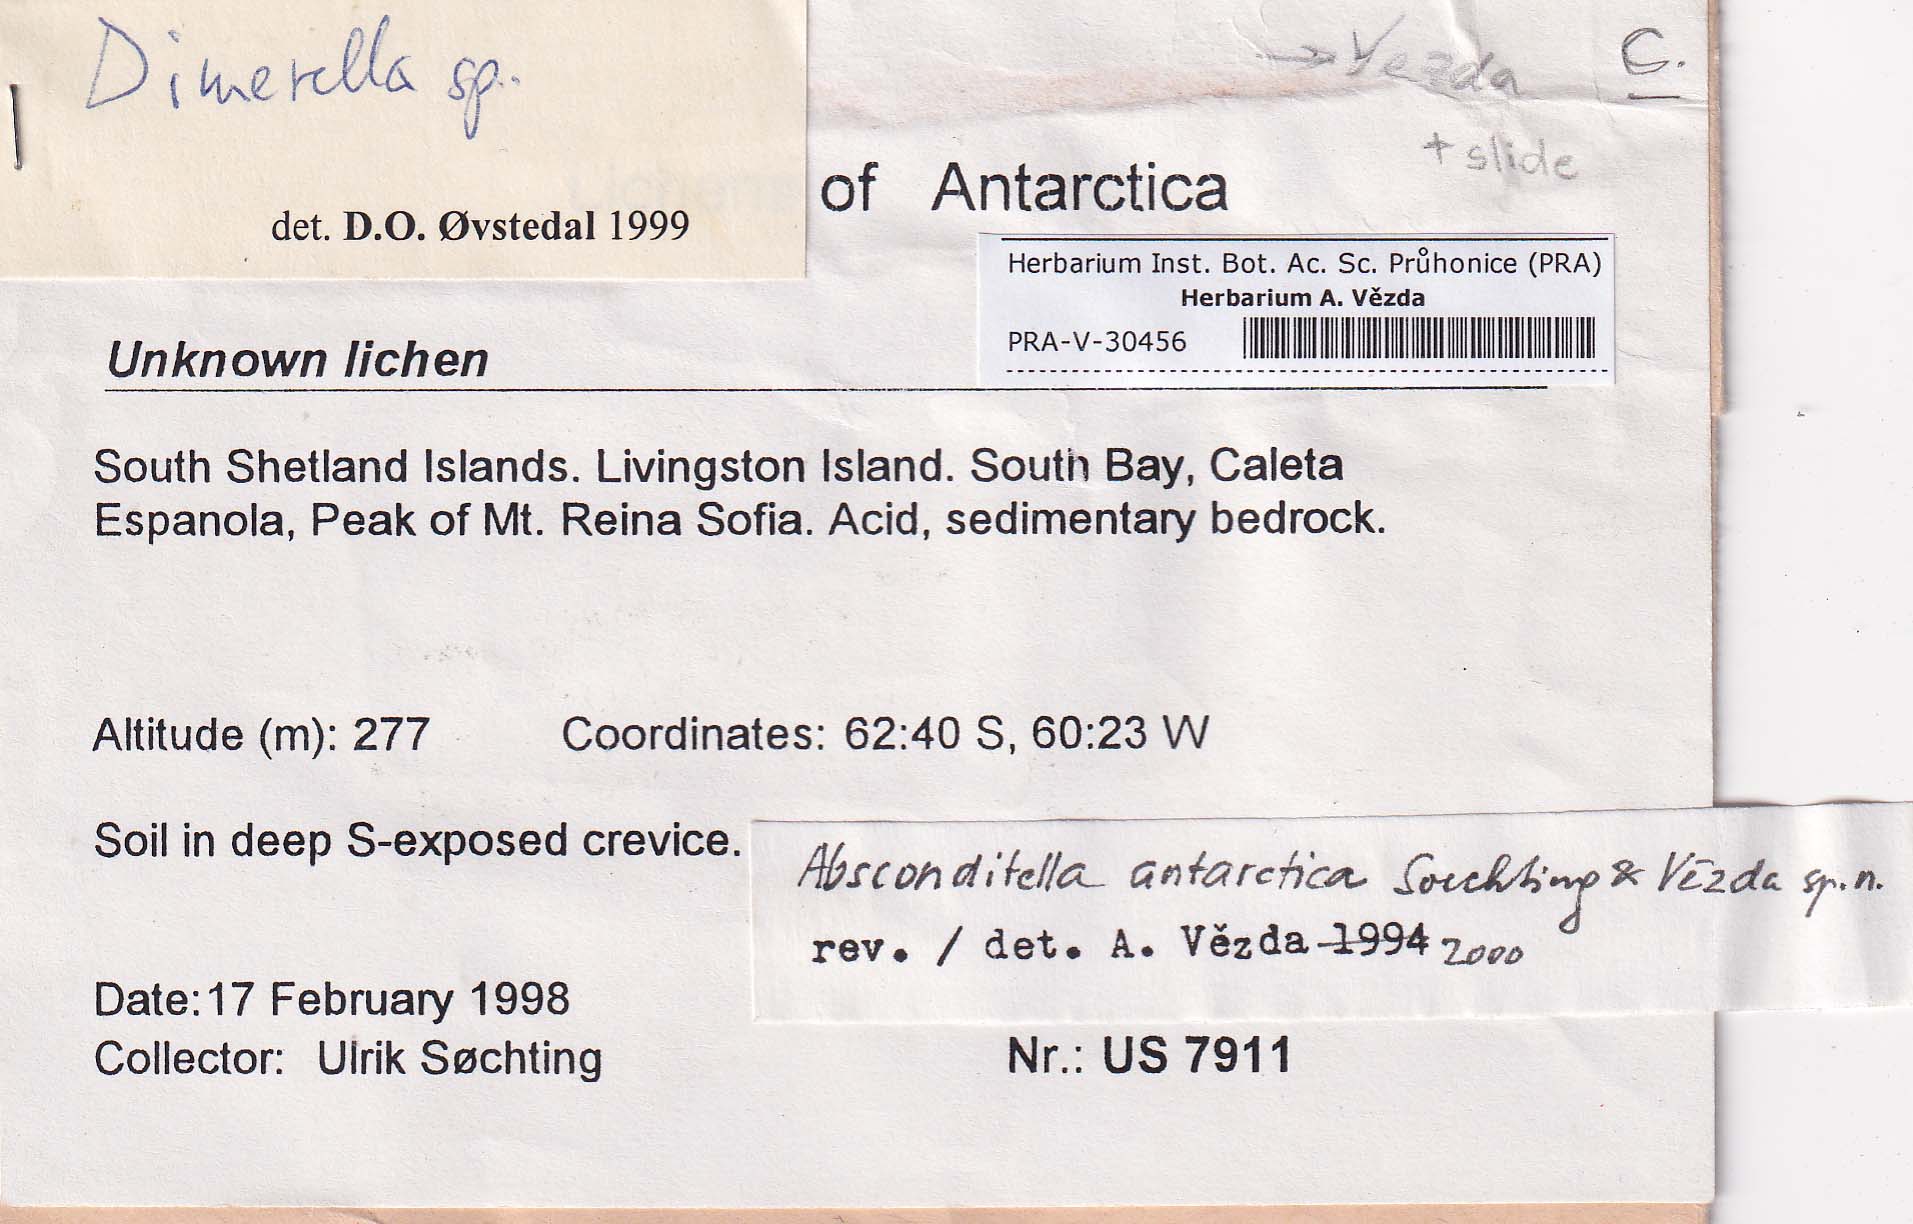 Dimerella sp.
det. D.O. Øvstedal 1999
→ Vezda
C.
+ slide
of Antarctica
Herbarium Inst. Bot. Ac. Sc. Průhonice (PRA)
Herbarium A. Vězda
PRA-V-30456
Unknown lichen
South Shetland Islands. Livingston Island. South Bay, Caleta
Espanola, Peak of Mt. Reina Sofia. Acid, sedimentary bedrock.
Altitude (m): 277 Coordinates: 62:40 S, 60:23 W
Soil in deep S-exposed crevice.
Absconditella antarctica Soechting & Vězda sp. n.
rev. / det. A. Vězda 1994 2000
Date: 17 February 1998
Collector: Ulrik Søchting
Nr.: US 7911